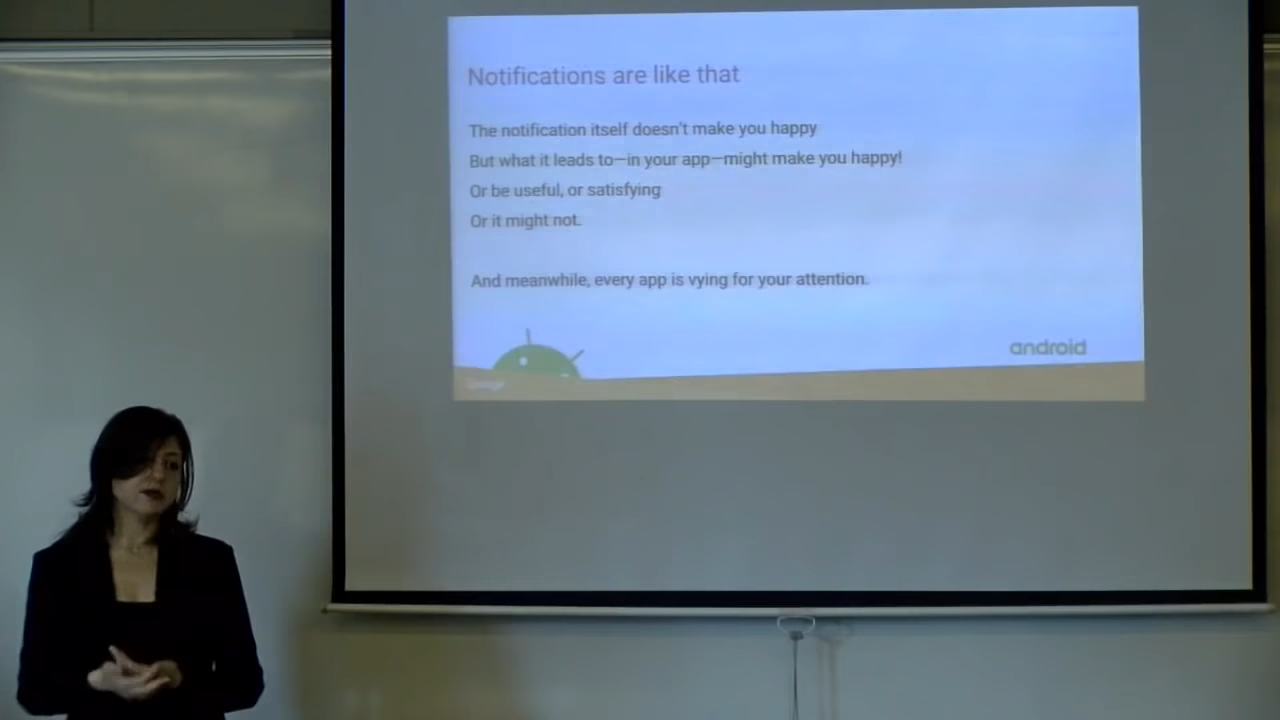 Notifications are like that
The notification itself doesn't make you happy
But what it leads to—in your app—might make you happy!
Or be useful, or satisfying
Or it might not.
And meanwhile, every app is vying for your attention.
android
Google